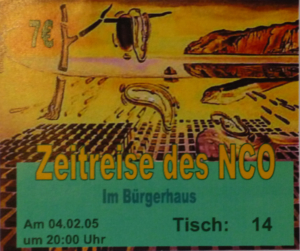 7€
Zeitreise des NCO
Im Bürgerhaus
Am 04.02.05
um 20:00 Uhr
Tisch: 14